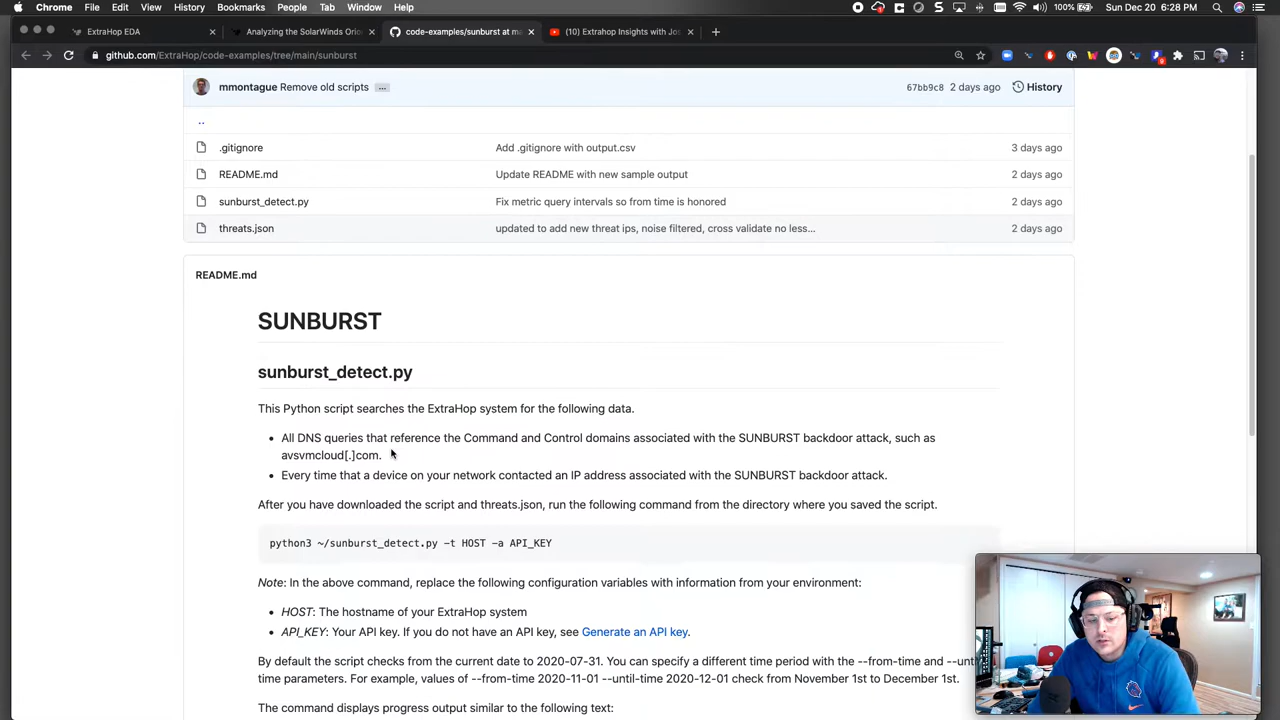 Chrome File Edit View History Bookmarks People Tab Window Help 100% Sun Dec 20 6:28 PM
ExtraHop EDA
Analyzing the SolarWinds Orio
code-examples/sunburst at ma
(10) Extrahop Insights with Jos
github.com/ExtraHop/code-examples/tree/main/sunburst
mmontague Remove old scripts ... 67bb9c8 2 days ago History
..
.gitignore Add .gitignore with output.csv 3 days ago
README.md Update README with new sample output 2 days ago
sunburst_detect.py Fix metric query intervals so from time is honored 2 days ago
threats.json updated to add new threat ips, noise filtered, cross validate no less... 2 days ago
README.md
SUNBURST
sunburst_detect.py
This Python script searches the ExtraHop system for the following data.
• All DNS queries that reference the Command and Control domains associated with the SUNBURST backdoor attack, such as
avsvmcloud[.]com.
• Every time that a device on your network contacted an IP address associated with the SUNBURST backdoor attack.
After you have downloaded the script and threats.json, run the following command from the directory where you saved the script.
python3 ~/sunburst_detect.py -t HOST -a API_KEY
Note: In the above command, replace the following configuration variables with information from your environment:
• HOST: The hostname of your ExtraHop system
• API_KEY: Your API key. If you do not have an API key, see Generate an API key.
By default the script checks from the current date to 2020-07-31. You can specify a different time period with the --from-time and --unt
time parameters. For example, values of --from-time 2020-11-01 --until-time 2020-12-01 check from November 1st to December 1st.
The command displays progress output similar to the following text: